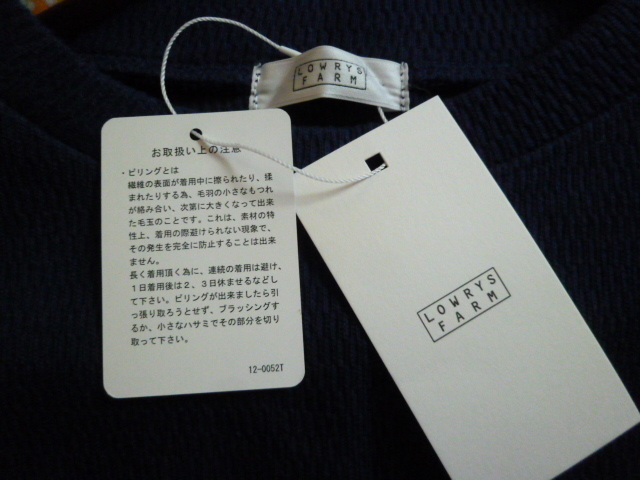 LOWRYS
FARM
お取扱い上の注意
・ピリングとは
繊維の表面が着用中に擦られたり、揉
まれたりする為、毛羽の小さなもつれ
が絡み合い、次第に大きくなって出来
た毛玉のことです。これは、素材の特
性上、着用の際避けられない現象で、
その発生を完全に防止することは出来
ません。
長く着用頂く為に、連続の着用は避け、
1日着用後は2、3日休ませるなどし
て下さい。ピリングが出来ましたら引
っ張り取ろうとせず、ブラッシングす
るか、小さなハサミでその部分を切り
取って下さい。
12-0052T
LOWRYS
FARM